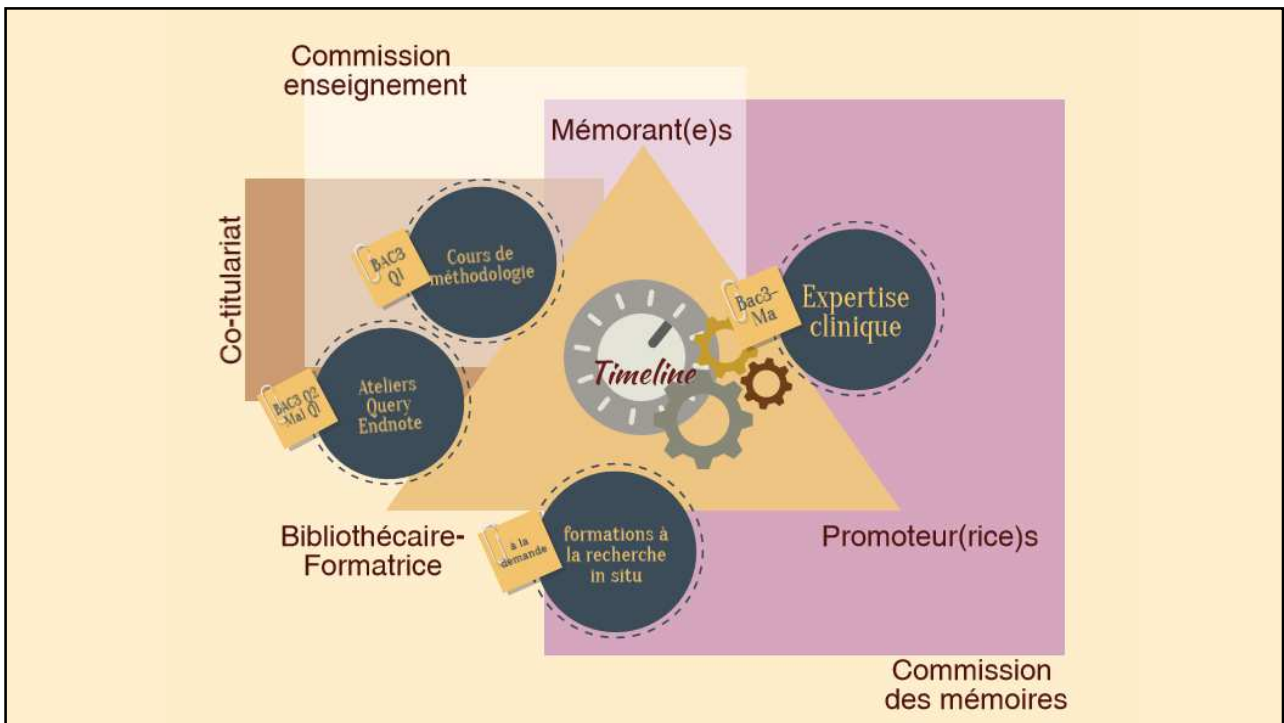 Commission
enseignement
Mémorant(e)s
Co-titulariat
BAC3
Q1
Cours de
méthodologie
Bac3-
Ma
Expertise
clinique
Timeline
BAC3 Q2
Ma1 Q1
Ateliers
Query
Endnote
Bibliothécaire-
Formatrice
à la
demande
formations à
la recherche
in situ
Promoteur(rice)s
Commission
des mémoires